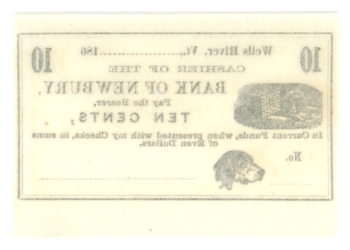 10 Wells River, Vt., ............186 10
CASHIER OF THE
BANK OF NEWBURY,
Pay the Bearer,
TEN CENTS,
In Current Funds, when presented with my Checks, in sums
of Even Dollars.
No.